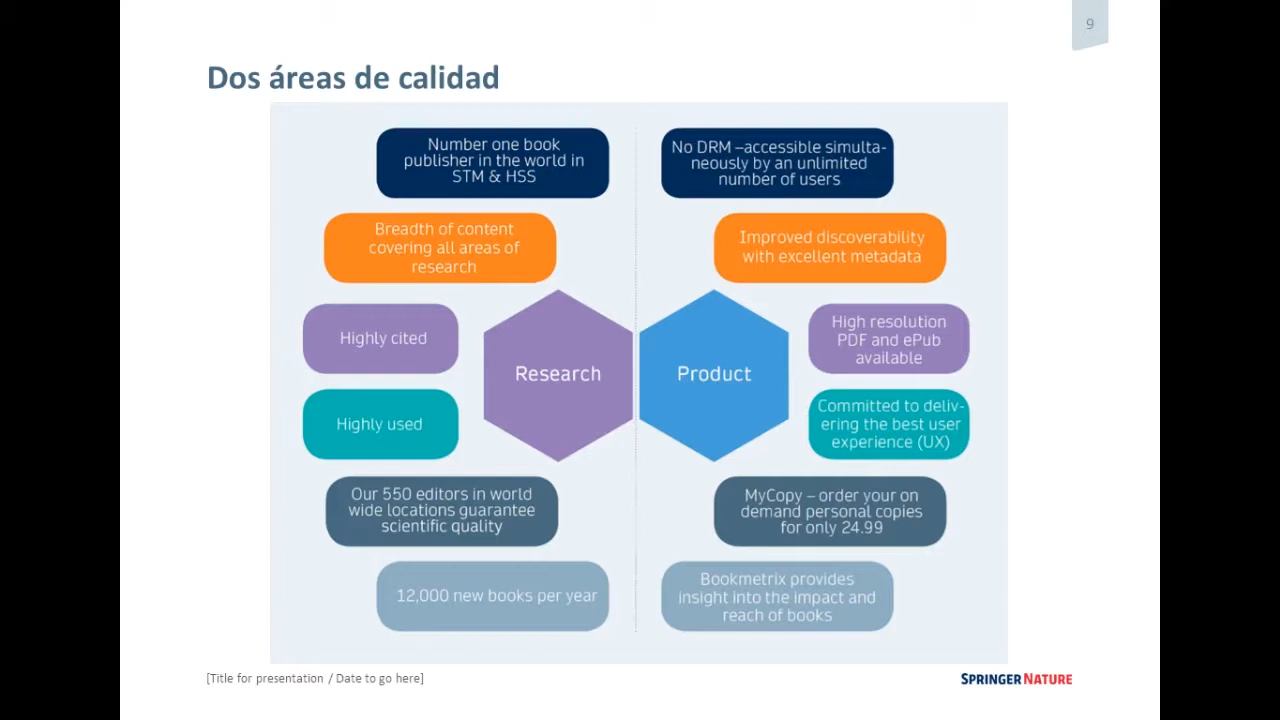 9
Dos áreas de calidad
Number one book
publisher in the world in
STM & HSS
Breadth of content
covering all areas of
research
Highly cited
Highly used
Our 550 editors in world
wide locations guarantee
scientific quality
12,000 new books per year
Research
Product
No DRM –accessible simulta-
neously by an unlimited
number of users
Improved discoverability
with excellent metadata
High resolution
PDF and ePub
available
Committed to deliv-
ering the best user
experience (UX)
MyCopy – order your on
demand personal copies
for only 24.99
Bookmetrix provides
insight into the impact and
reach of books
[Title for presentation / Date to go here]
SPRINGER NATURE